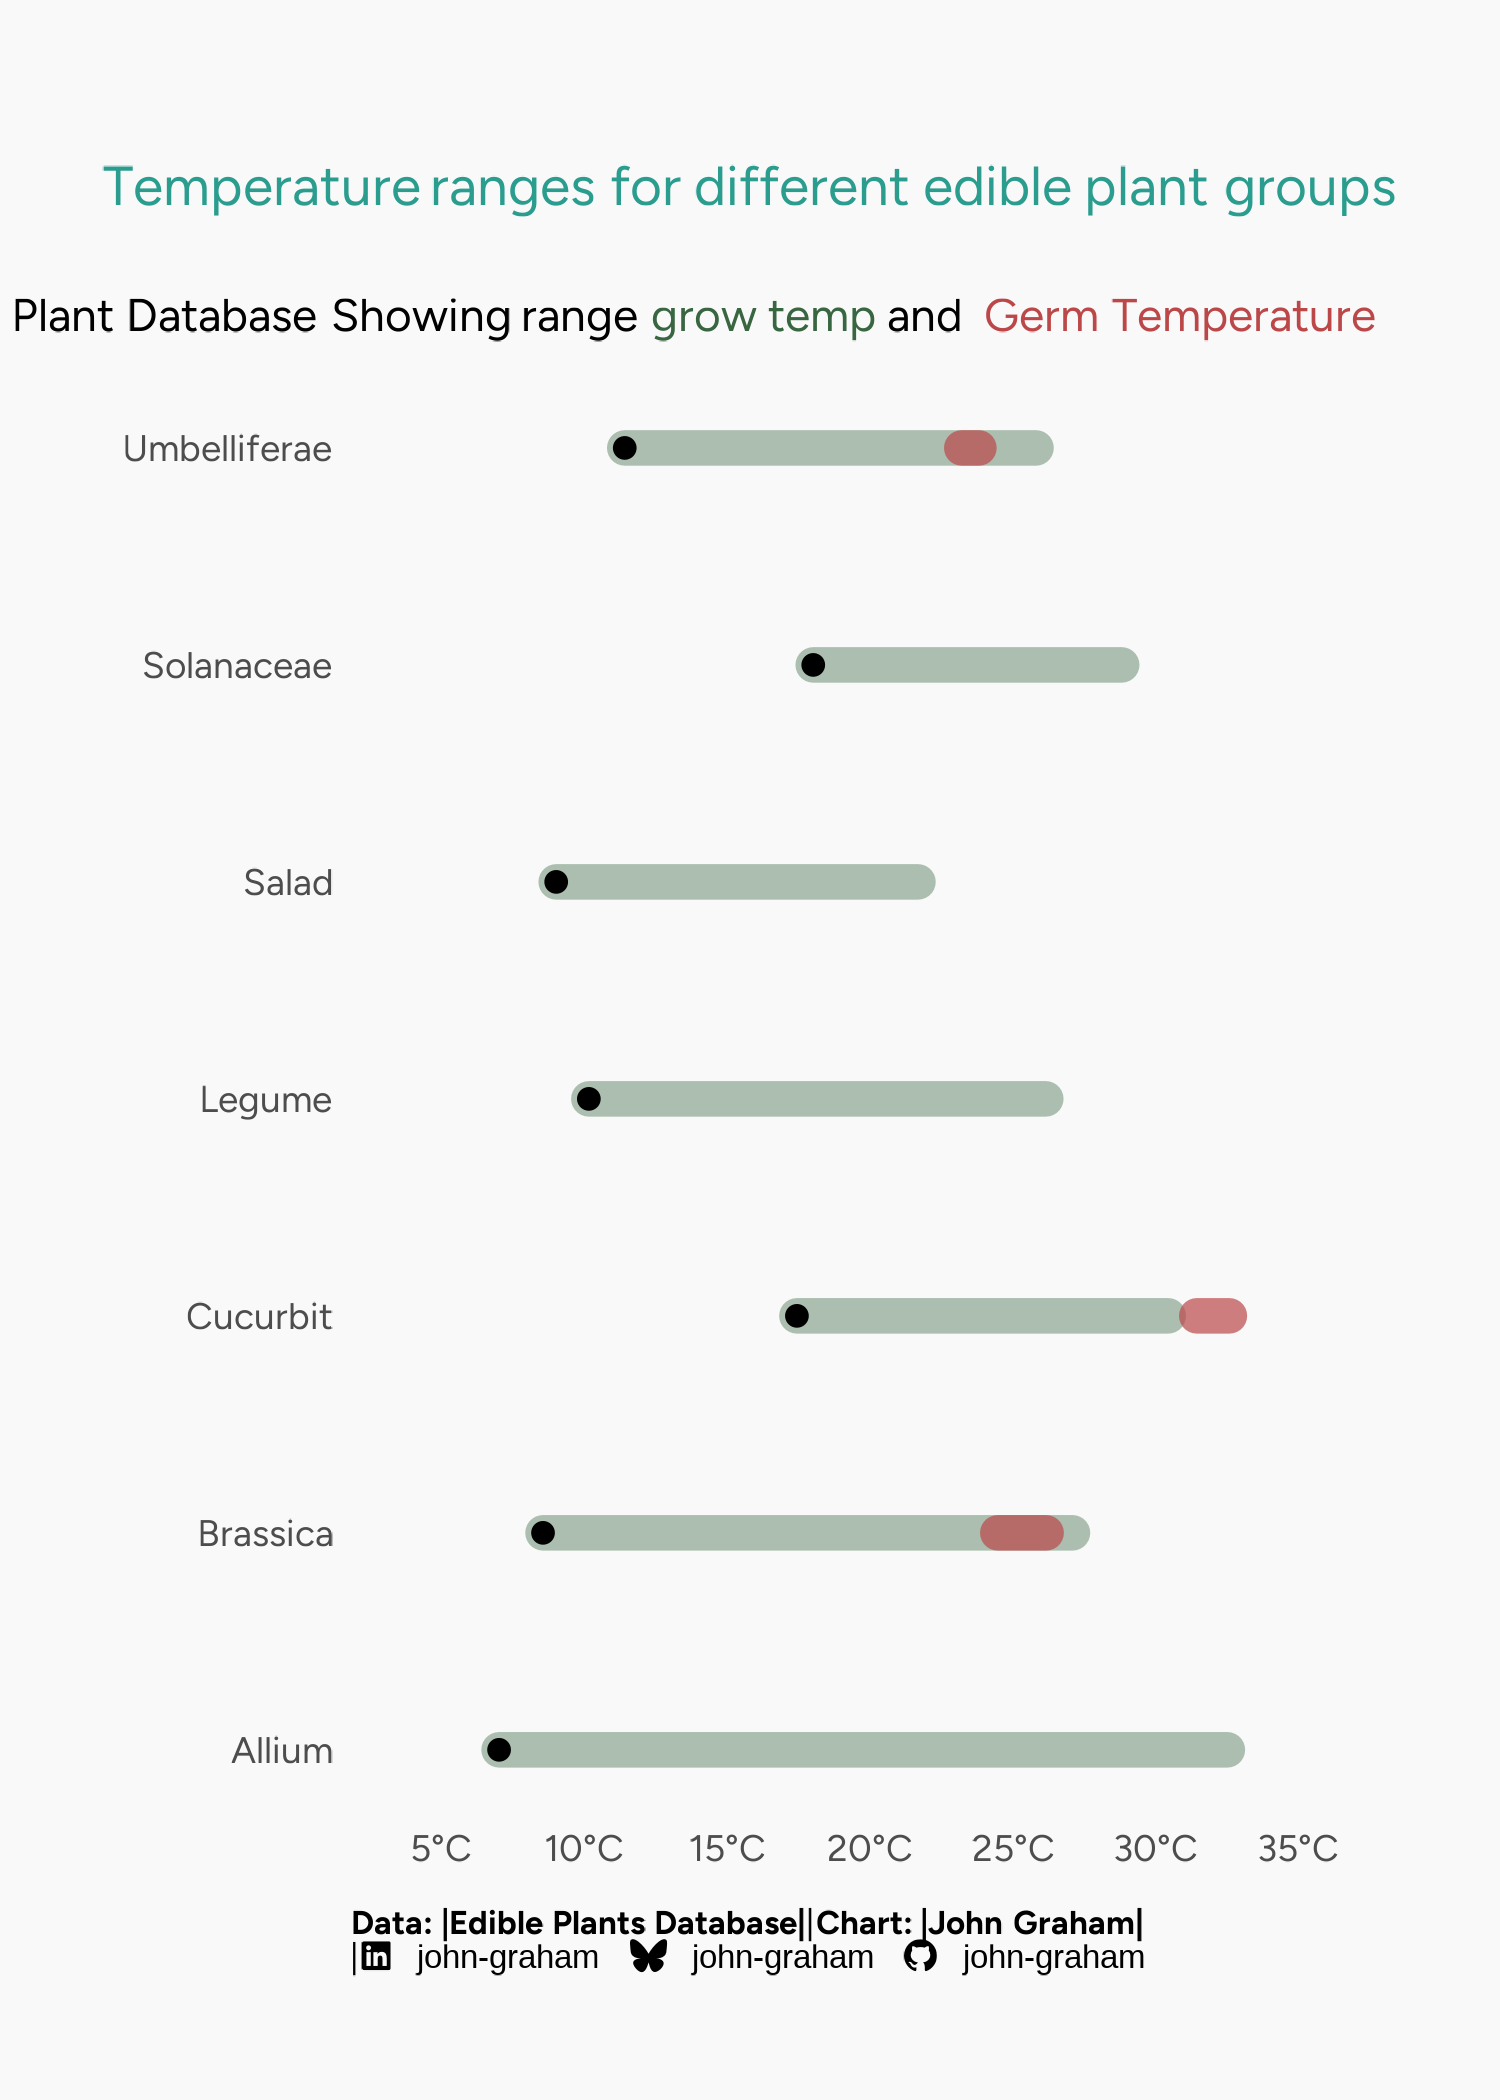 Temperature ranges for different edible plant groups
Plant Database Showing range grow temp and Germ Temperature
Umbelliferae
Solanaceae
Salad
Legume
Cucurbit
Brassica
Allium
5°C 10°C 15°C 20°C 25°C 30°C 35°C
Data: |Edible Plants Database||Chart: |John Graham|
| john-graham john-graham john-graham